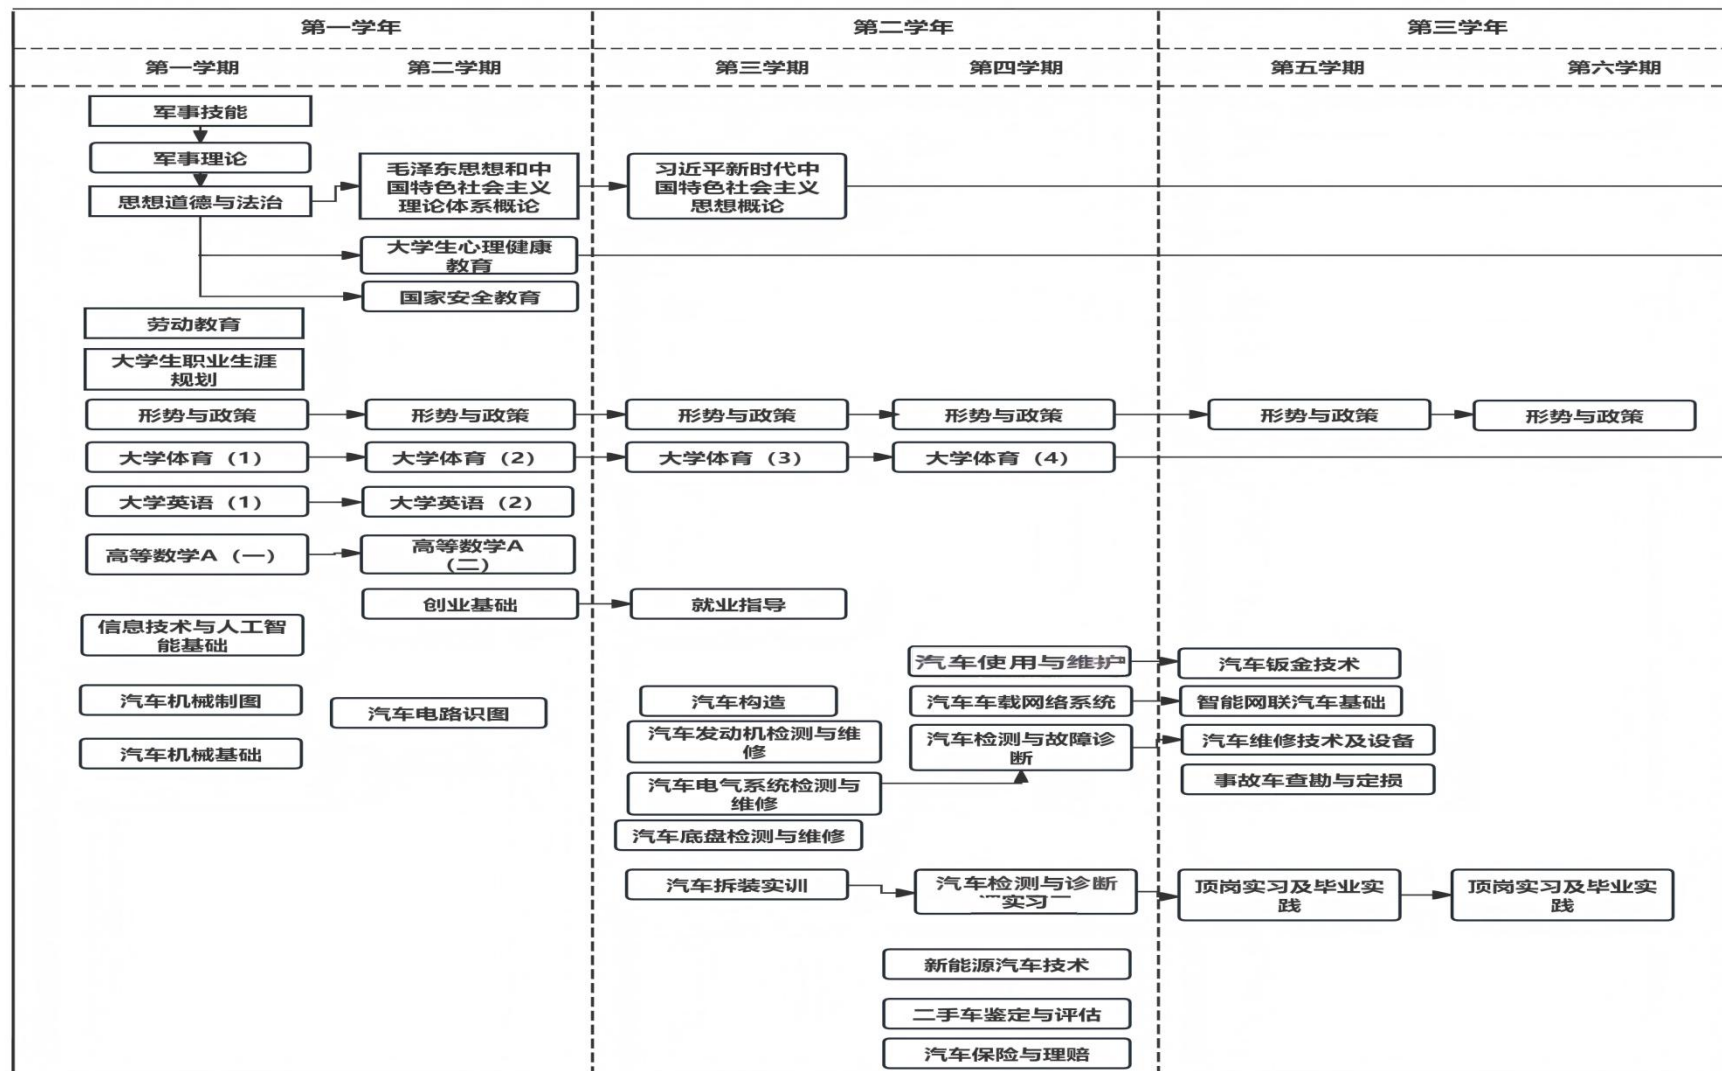 第一学年
第二学年
第三学年
第一学期
第二学期
第三学期
第四学期
第五学期
第六学期
军事技能
军事理论
思想道德与法治
毛泽东思想和中
国特色社会主义
理论体系概论
习近平新时代中
国特色社会主义
思想概论
大学生心理健康
教育
国家安全教育
劳动教育
大学生职业生涯
规划
形势与政策
形势与政策
形势与政策
形势与政策
形势与政策
形势与政策
大学体育（1）
大学体育（2）
大学体育（3）
大学体育（4）
大学英语（1）
大学英语（2）
高等数学A（一）
高等数学A
（二）
创业基础
就业指导
信息技术与人工智
能基础
汽车使用与维护
汽车钣金技术
汽车机械制图
汽车电路识图
汽车构造
汽车车载网络系统
智能网联汽车基础
汽车机械基础
汽车发动机检测与维
修
汽车检测与故障诊
断
汽车维修技术及设备
汽车电气系统检测与
维修
事故车查勘与定损
汽车底盘检测与维修
汽车拆装实训
汽车检测与诊断
实习
顶岗实习及毕业实
践
顶岗实习及毕业实
践
新能源汽车技术
二手车鉴定与评估
汽车保险与理赔